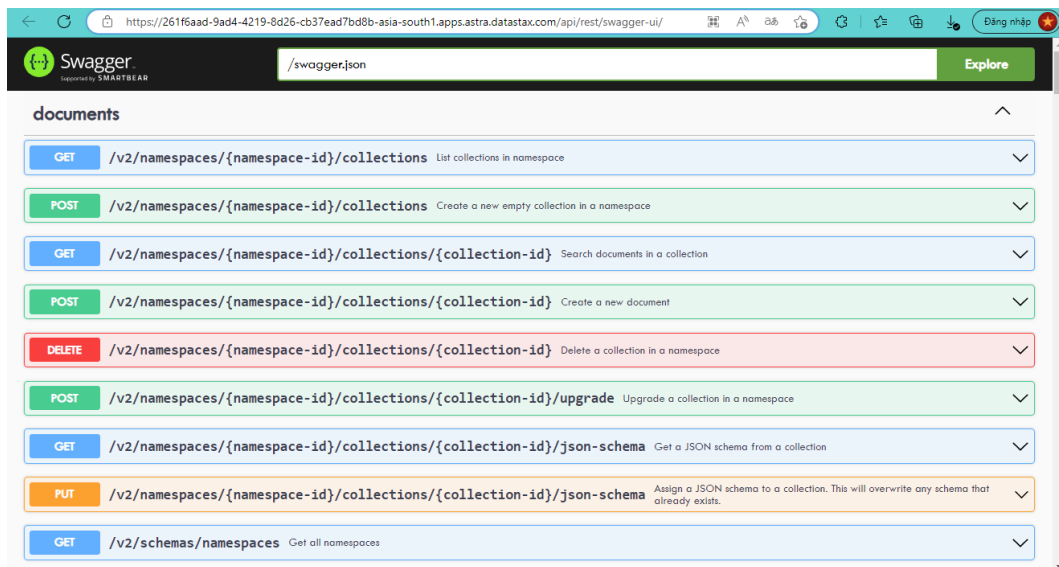 https://261f6aad-9ad4-4219-8d26-cb37ead7bd8b-asia-south1.apps.astra.datastax.com/api/rest/swagger-ui/
Đăng nhập
Swagger
Supported by SMARTBEAR
/swagger.json
Explore
documents
GET /v2/namespaces/{namespace-id}/collections List collections in namespace
POST /v2/namespaces/{namespace-id}/collections Create a new empty collection in a namespace
GET /v2/namespaces/{namespace-id}/collections/{collection-id} Search documents in a collection
POST /v2/namespaces/{namespace-id}/collections/{collection-id} Create a new document
DELETE /v2/namespaces/{namespace-id}/collections/{collection-id} Delete a collection in a namespace
POST /v2/namespaces/{namespace-id}/collections/{collection-id}/upgrade Upgrade a collection in a namespace
GET /v2/namespaces/{namespace-id}/collections/{collection-id}/json-schema Get a JSON schema from a collection
PUT /v2/namespaces/{namespace-id}/collections/{collection-id}/json-schema Assign a JSON schema to a collection. This will overwrite any schema that
already exists.
GET /v2/schemas/namespaces Get all namespaces